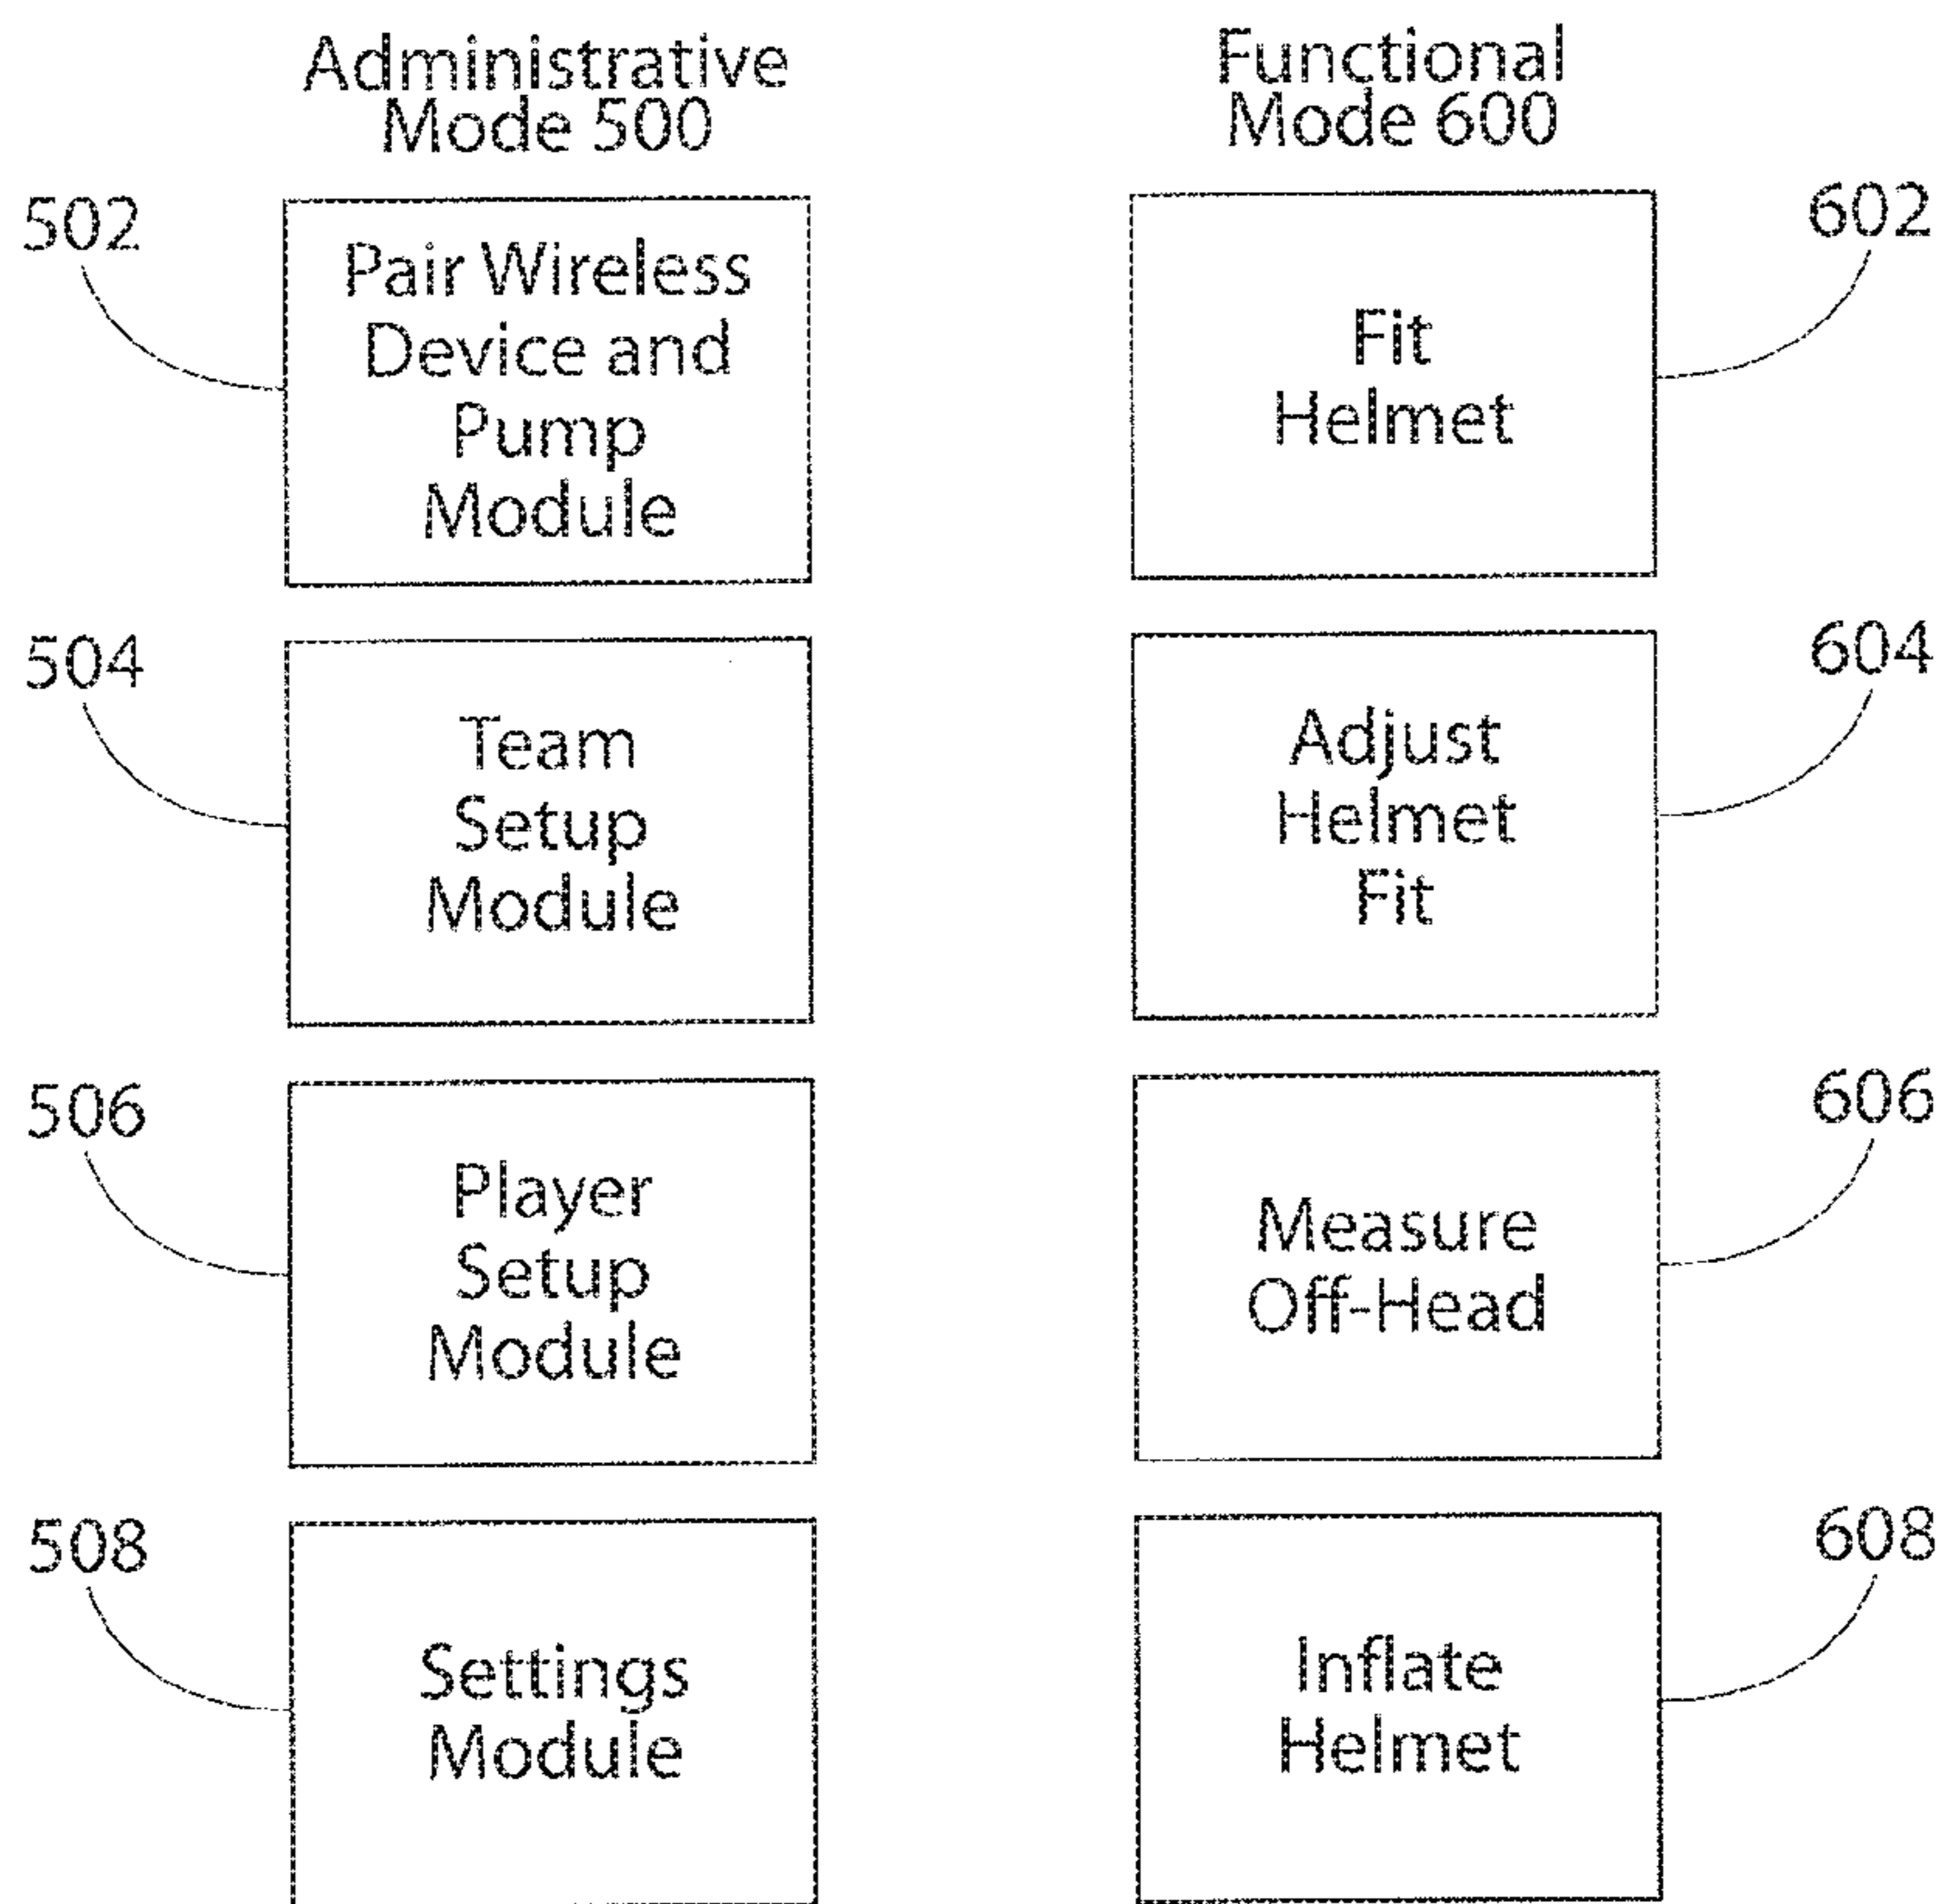 Administrative
Mode 500
502
Pair Wireless
Device and
Pump
Module
504
Team
Setup
Module
506
Player
Setup
Module
508
Settings
Module
Functional
Mode 600
602
Fit
Helmet
604
Adjust
Helmet
Fit
606
Measure
Off-Head
608
Inflate
Helmet